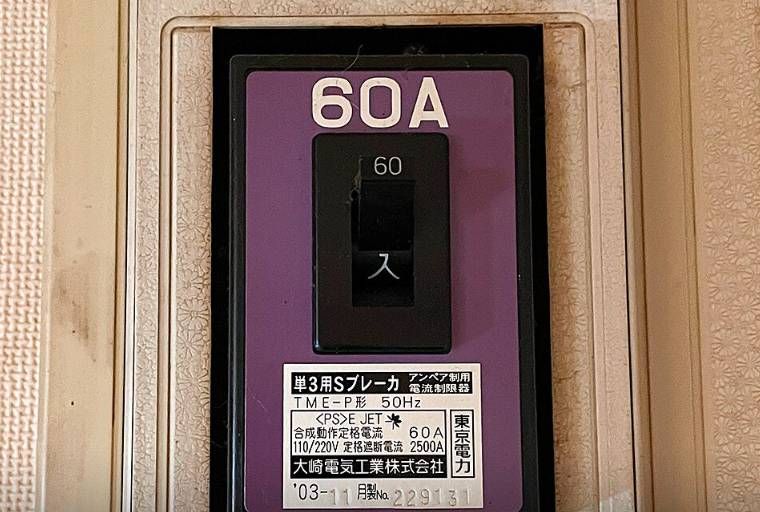 60A
60
入
単3用Sブレーカ アンペア制用 電流制限器
TME-P形 50Hz
<PS>E JET
合成動作定格電流 60A
110/220V 定格遮断電流 2500A
東京電力
大崎電気工業株式会社
'03-11月製No. 229131